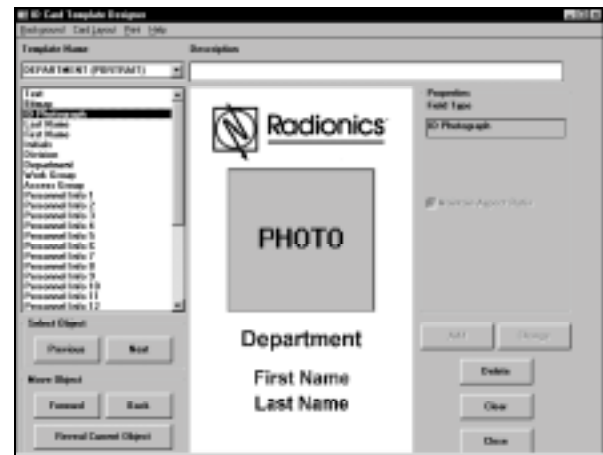 ID Card Template Designer
Background Card Layout Print Help
Template Name Description
DEPARTMENT (PORTRAIT)
Text
Bitmap
ID Photograph
Last Name
First Name
Initials
Division
Department
Work Group
Access Group
Personnel Info 1
Personnel Info 2
Personnel Info 3
Personnel Info 4
Personnel Info 5
Personnel Info 6
Personnel Info 7
Personnel Info 8
Personnel Info 9
Personnel Info 10
Personnel Info 11
Personnel Info 12
Select Object
Previous Next
Move Object
Forward Back
Reveal Current Object
Radionics
PHOTO
Department
First Name
Last Name
Properties
Field Type
ID Photograph
Aspect Ratio
Add Change
Delete
Clear
Close